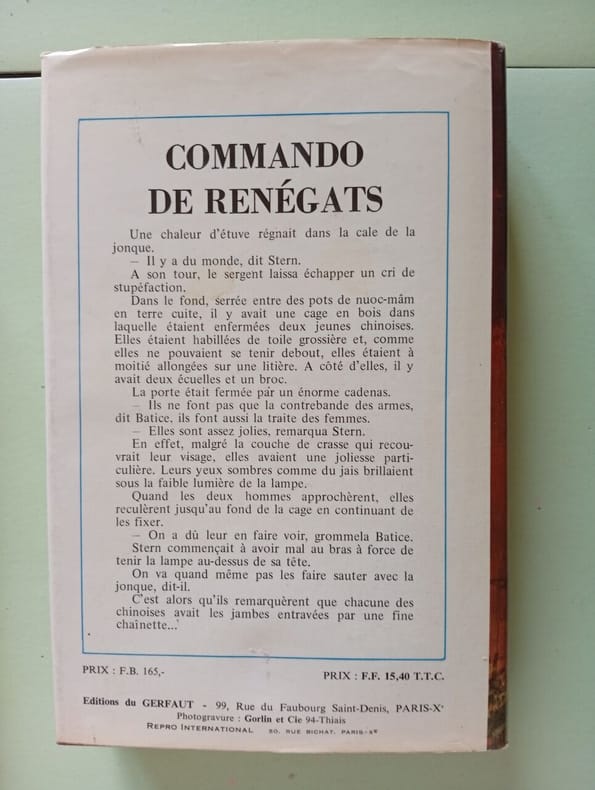 COMMANDO
DE RENÉGATS
Une chaleur d'étuve régnait dans la cale de la
jonque.
— Il y a du monde, dit Stern.
A son tour, le sergent laissa échapper un cri de
stupéfaction.
Dans le fond, serrée entre des pots de nuoc-mâm
en terre cuite, il y avait une cage en bois dans
laquelle étaient enfermées deux jeunes chinoises.
Elles étaient habillées de toile grossière et, comme
elles ne pouvaient se tenir debout, elles étaient à
moitié allongées sur une litière. A côté d'elles, il y
avait deux écuelles et un broc.
La porte était fermée par un énorme cadenas.
— Ils ne font pas que la contrebande des armes,
dit Batice, ils font aussi la traite des femmes.
— Elles sont assez jolies, remarqua Stern.
En effet, malgré la couche de crasse qui recou-
vrait leur visage, elles avaient une joliesse parti-
culière. Leurs yeux sombres comme du jais brillaient
sous la faible lumière de la lampe.
Quand les deux hommes approchèrent, elles
reculèrent jusqu'au fond de la cage en continuant de
les fixer.
— On a dû leur en faire voir, grommela Batice.
Stern commençait à avoir mal au bras à force de
tenir la lampe au-dessus de sa tête.
On va quand même pas les faire sauter avec la
jonque, dit-il.
C'est alors qu'ils remarquèrent que chacune des
chinoises avait les jambes entravées par une fine
chaînette...
PRIX : F.B. 165,-
PRIX : F.F. 15,40 T.T.C.
Editions du GERFAUT - 99, Rue du Faubourg Saint-Denis, PARIS-Xe
Photogravure : Gorlin et Cie 94-Thiais
REPRO INTERNATIONAL 50, RUE BICHAT, PARIS-Xe